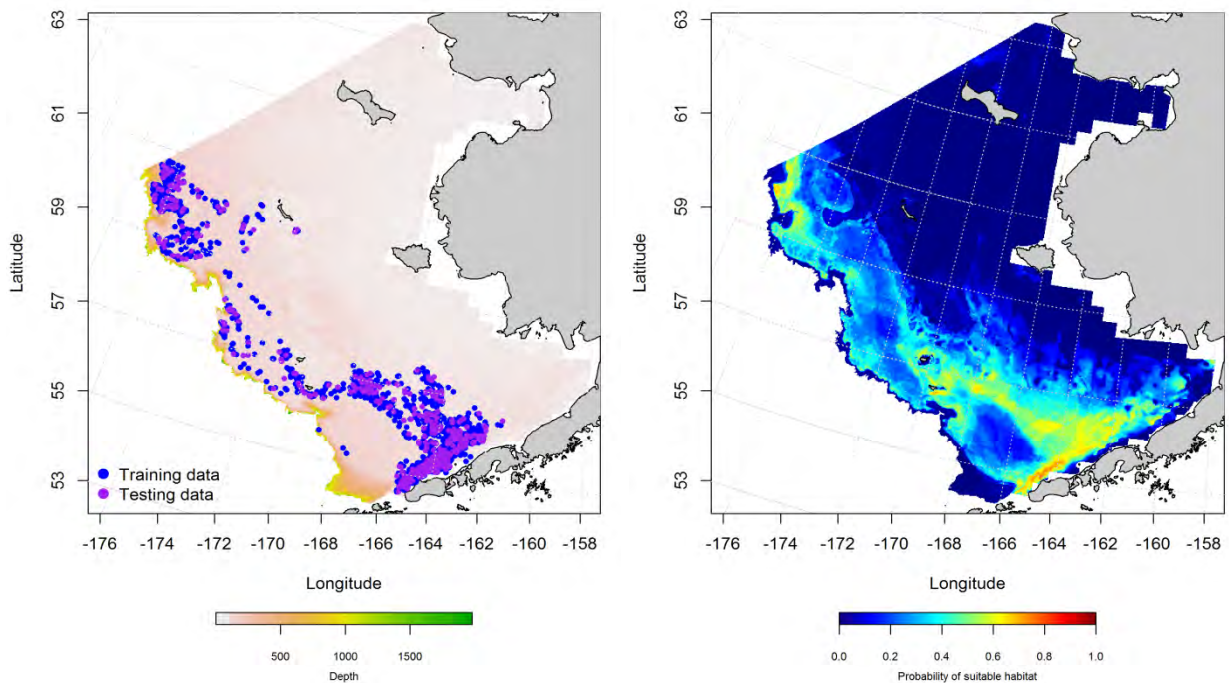 63
61
59
57
55
53
Latitude
Training data
Testing data
-176 -174 -172 -170 -168 -166 -164 -162 -160 -158
Longitude
500 1000 1500
Depth
63
61
59
57
55
53
Latitude
-176 -174 -172 -170 -168 -166 -164 -162 -160 -158
Longitude
0.0 0.2 0.4 0.6 0.8 1.0
Probability of suitable habitat